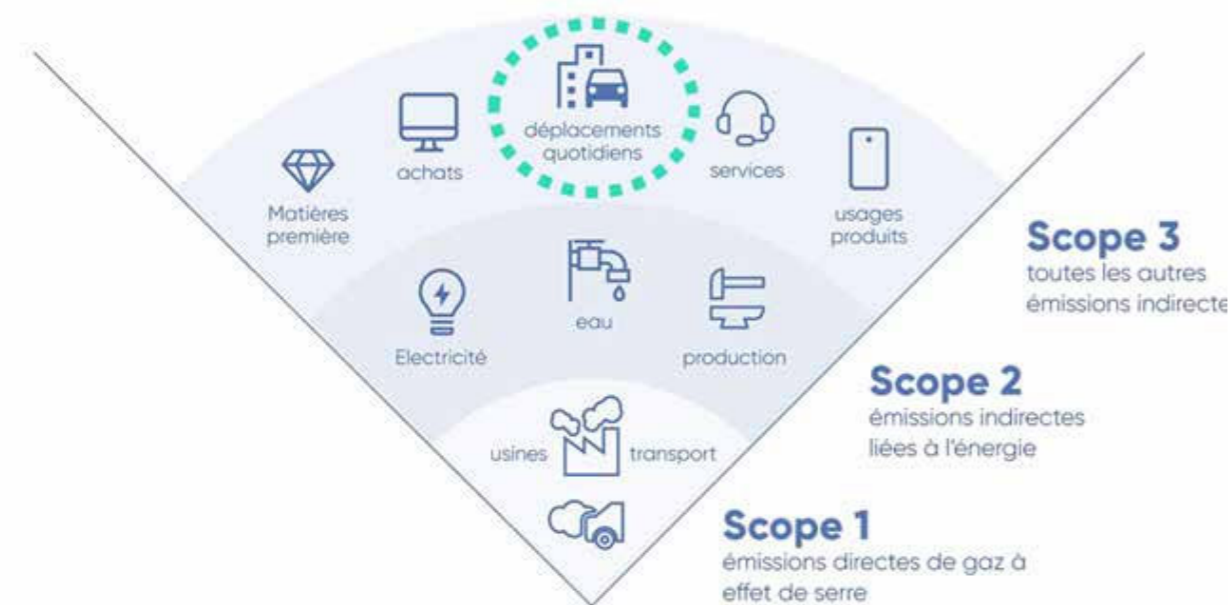 déplacements
quotidiens
achats
services
Matières
première
usages
produits
Scope 3
toutes les autres
émissions indirecte
eau
Electricité
production
Scope 2
émissions indirectes
liées à l'énergie
usines
transport
Scope 1
émissions directes de gaz à
effet de serre